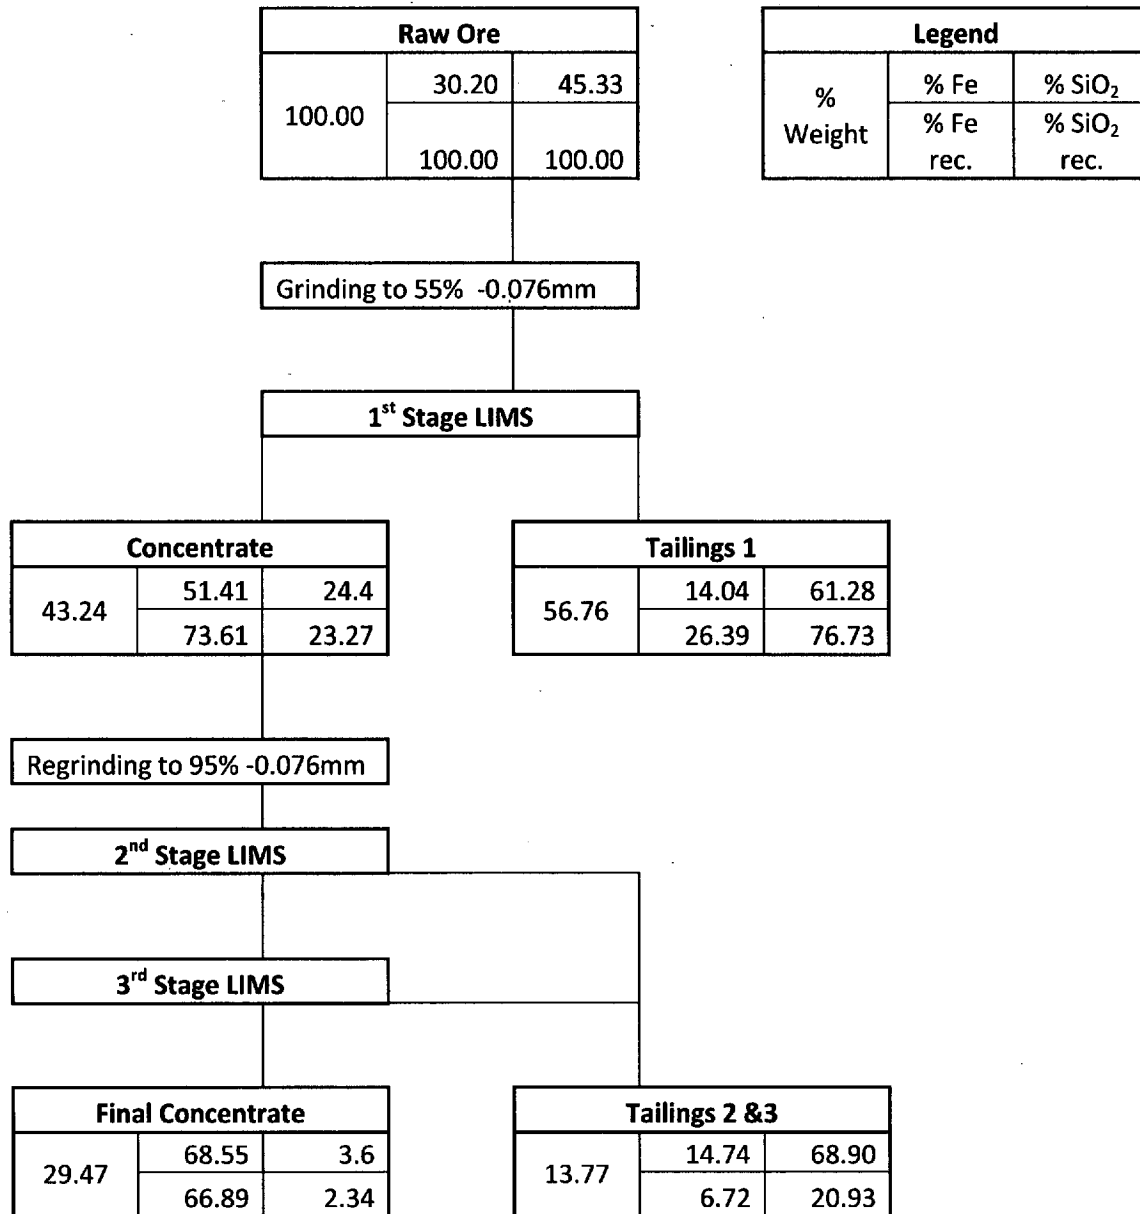 Raw Ore
100.00
30.20 45.33
100.00 100.00
Legend
%
Weight
% Fe % SiO₂
% Fe
rec.
% SiO₂
rec.
Grinding to 55% -0.076mm
1st Stage LIMS
Concentrate
43.24
51.41 24.4
73.61 23.27
Tailings 1
56.76
14.04 61.28
26.39 76.73
Regrinding to 95% -0.076mm
2nd Stage LIMS
3rd Stage LIMS
Final Concentrate
29.47
68.55 3.6
66.89 2.34
Tailings 2 &3
13.77
14.74 68.90
6.72 20.93